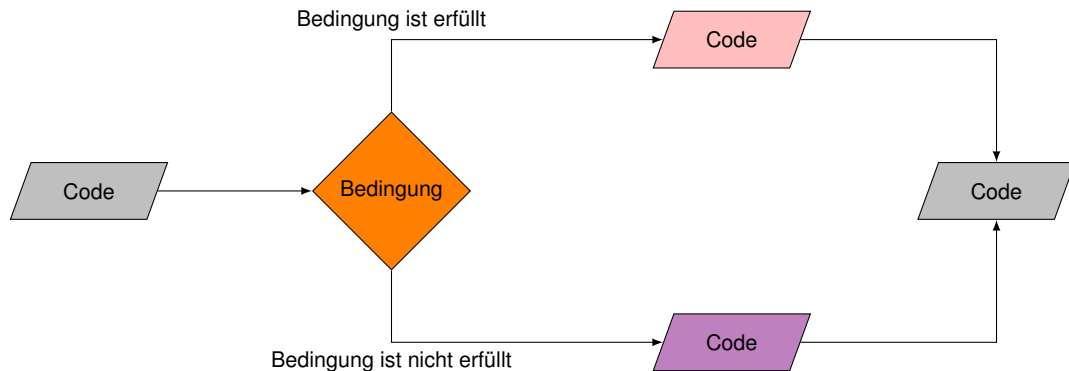 Bedingung ist erfüllt
Code
Code
Bedingung
Code
Bedingung ist nicht erfüllt
Code